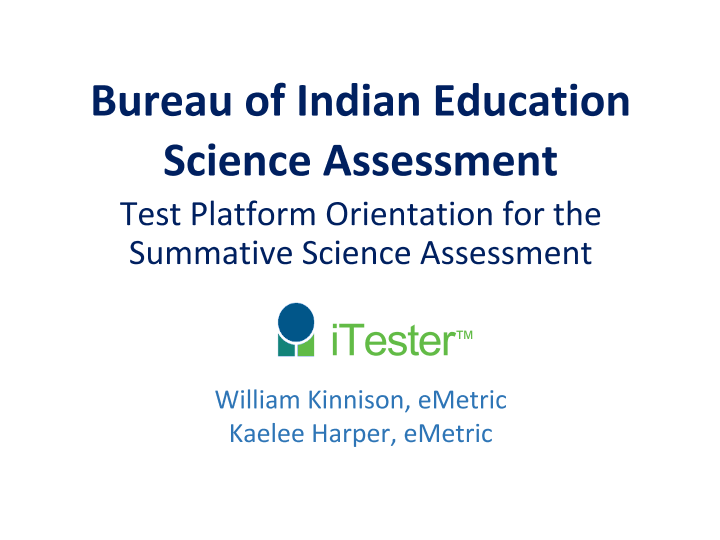 Bureau of Indian Education
Science Assessment
Test Platform Orientation for the
Summative Science Assessment
iTester™
William Kinnison, eMetric
Kaelee Harper, eMetric